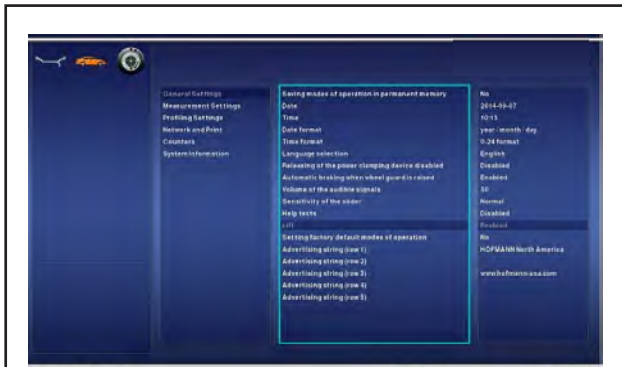 General Settings
Measurement Settings
Profiling Settings
Network and Print
Counters
System information
Saving modes of operation in permanent memory No
Date 2014-09-07
Time 10:13
Date format year / month / day
Time format 0-24 format
Language selection English
Releasing of the power clamping device disabled Disabled
Automatic braking when wheel guard is raised Enabled
Volume of the audible signals 50
Sensitivity of the slider Normal
Help texts Disabled
Lift Enabled
Setting factory default modes of operation No
Advertising string (row 1) HOFMANN North America
Advertising string (row 2)
Advertising string (row 3) www.hofmann-usa.com
Advertising string (row 4)
Advertising string (row 5)